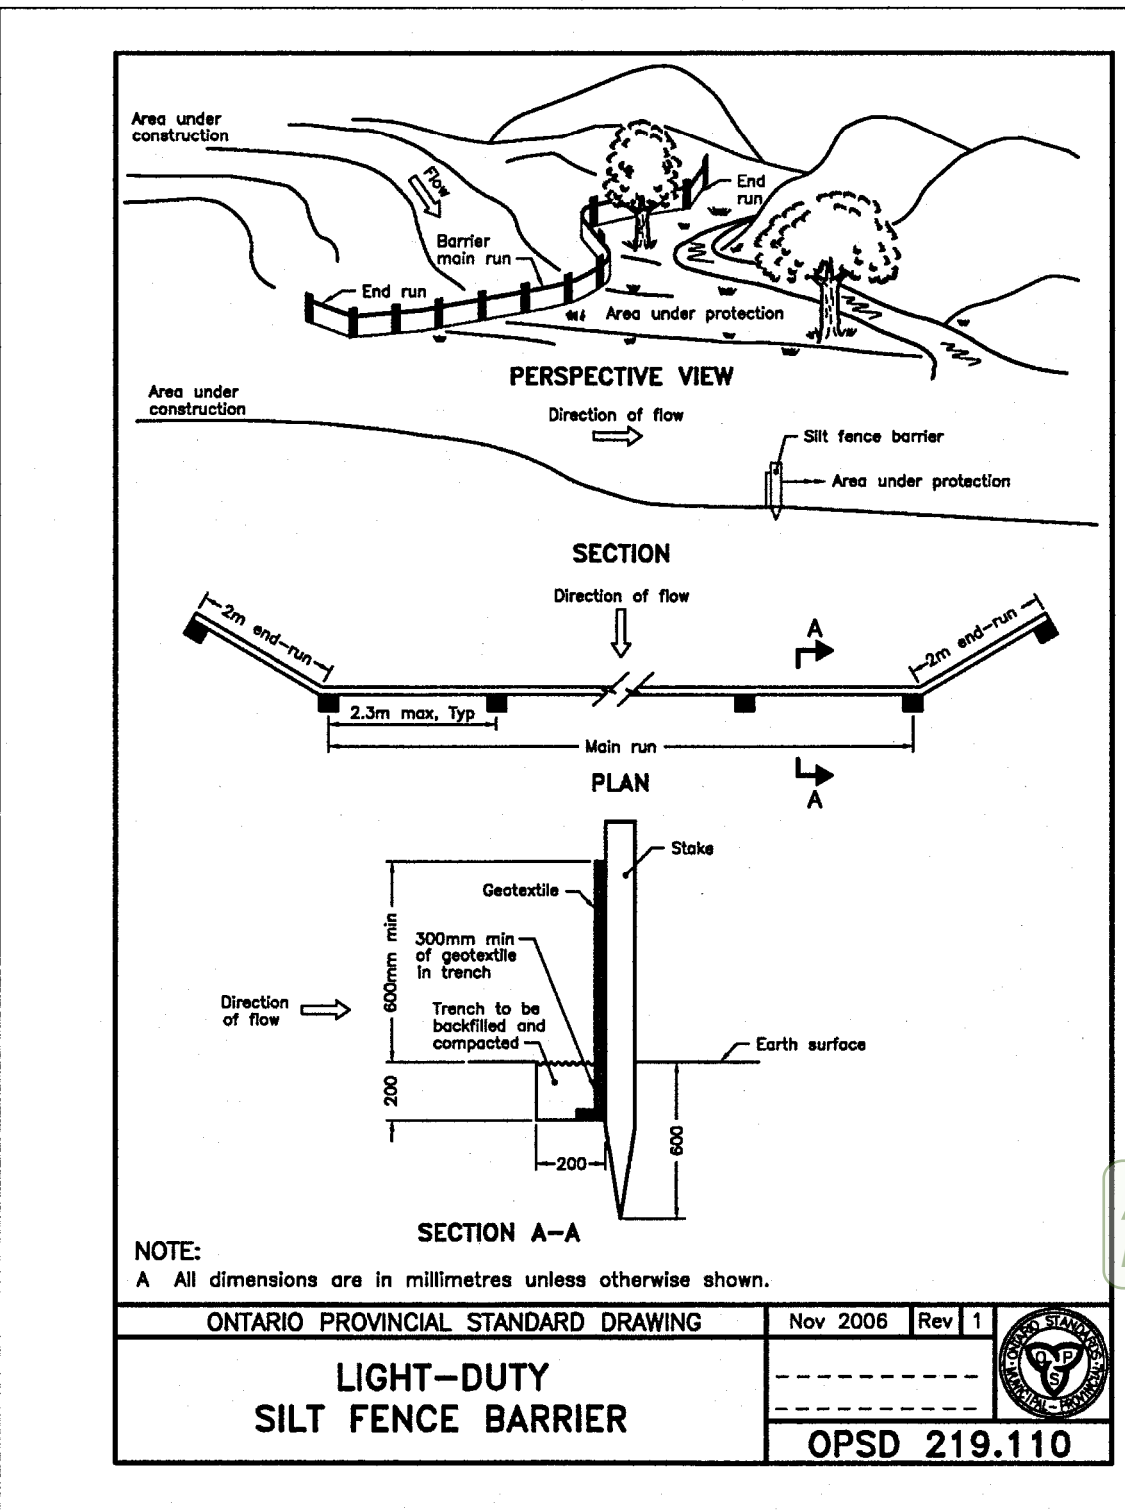 Area under
construction
Flow
End
run
Barrier
main run
End run
Area under protection
PERSPECTIVE VIEW
Area under
construction
Direction of flow
Silt fence barrier
Area under protection
SECTION
Direction of flow
2m end-run
A
2m end-run
2.3m max, Typ
Main run
PLAN
A
Stake
Geotextile
600mm min
300mm min
of geotextile
in trench
Direction
of flow
Trench to be
backfilled and
compacted
Earth surface
200
600
200
SECTION A-A
NOTE:
A All dimensions are in millimetres unless otherwise shown.
ONTARIO PROVINCIAL STANDARD DRAWING
Nov 2006
Rev
1
ONTARIO STANDARDS
MUNICIPAL - PROVINCIAL
O P
S
LIGHT-DUTY
SILT FENCE BARRIER
OPSD 219.110